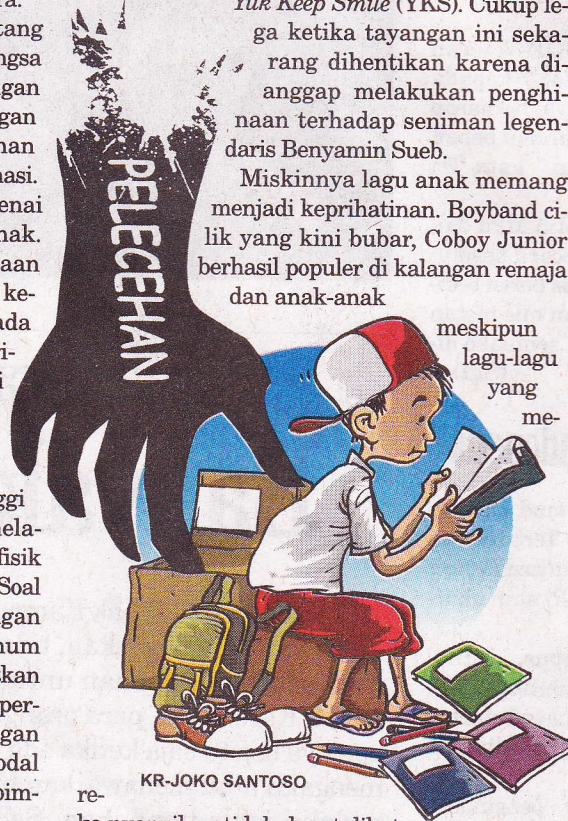 tang
ngsa
gan
gan
nan
nasi.
enai
nak.
aan
ke-
ada
ri-
i
ggi
nela-
fisik
Soal
gan
num
skan
per-
gan
odal
bim-
PELECEHAN
Yuk Keep Smile (YKS). Cukup le-
ga ketika tayangan ini seka-
rang dihentikan karena di-
anggap melakukan penghi-
naan terhadap seniman legen-
daris Benyamin Sueb.
Miskinnya lagu anak memang
menjadi keprihatinan. Boyband ci-
lik yang kini bubar, Coboy Junior
berhasil populer di kalangan remaja
dan anak-anak
meskipun
lagu-lagu
yang
me-
KR-JOKO SANTOSO
re-